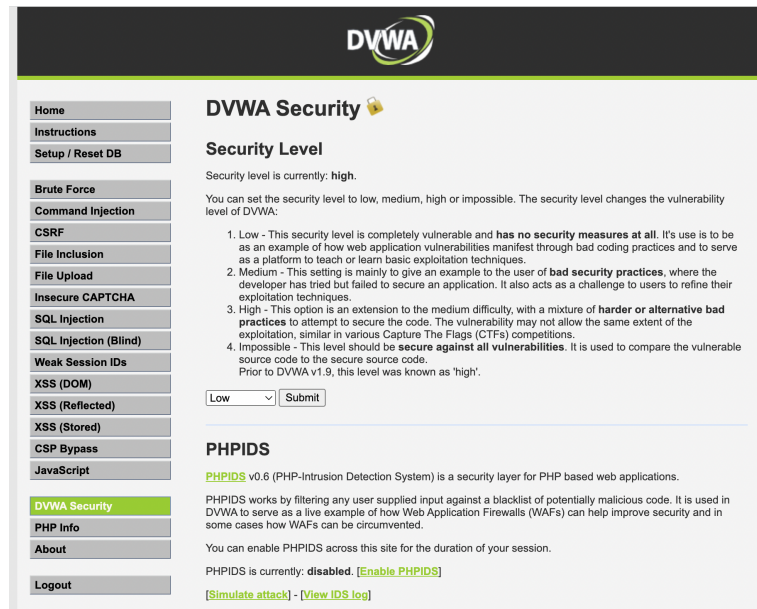 DVWA
Home
Instructions
Setup / Reset DB
Brute Force
Command Injection
CSRF
File Inclusion
File Upload
Insecure CAPTCHA
SQL Injection
SQL Injection (Blind)
Weak Session IDs
XSS (DOM)
XSS (Reflected)
XSS (Stored)
CSP Bypass
JavaScript
DVWA Security
PHP Info
About
Logout
DVWA Security
Security Level
Security level is currently: high.
You can set the security level to low, medium, high or impossible. The security level changes the vulnerability
level of DVWA:
1. Low - This security level is completely vulnerable and has no security measures at all. It's use is to be
as an example of how web application vulnerabilities manifest through bad coding practices and to serve
as a platform to teach or learn basic exploitation techniques.
2. Medium - This setting is mainly to give an example to the user of bad security practices, where the
developer has tried but failed to secure an application. It also acts as a challenge to users to refine their
exploitation techniques.
3. High - This option is an extension to the medium difficulty, with a mixture of harder or alternative bad
practices to attempt to secure the code. The vulnerability may not allow the same extent of the
exploitation, similar in various Capture The Flags (CTFs) competitions.
4. Impossible - This level should be secure against all vulnerabilities. It is used to compare the vulnerable
source code to the secure source code.
Prior to DVWA v1.9, this level was known as 'high'.
Low Submit
PHPIDS
PHPIDS v0.6 (PHP-Intrusion Detection System) is a security layer for PHP based web applications.
PHPIDS works by filtering any user supplied input against a blacklist of potentially malicious code. It is used in
DVWA to serve as a live example of how Web Application Firewalls (WAFs) can help improve security and in
some cases how WAFs can be circumvented.
You can enable PHPIDS across this site for the duration of your session.
PHPIDS is currently: disabled. [Enable PHPIDS]
[Simulate attack] - [View IDS log]